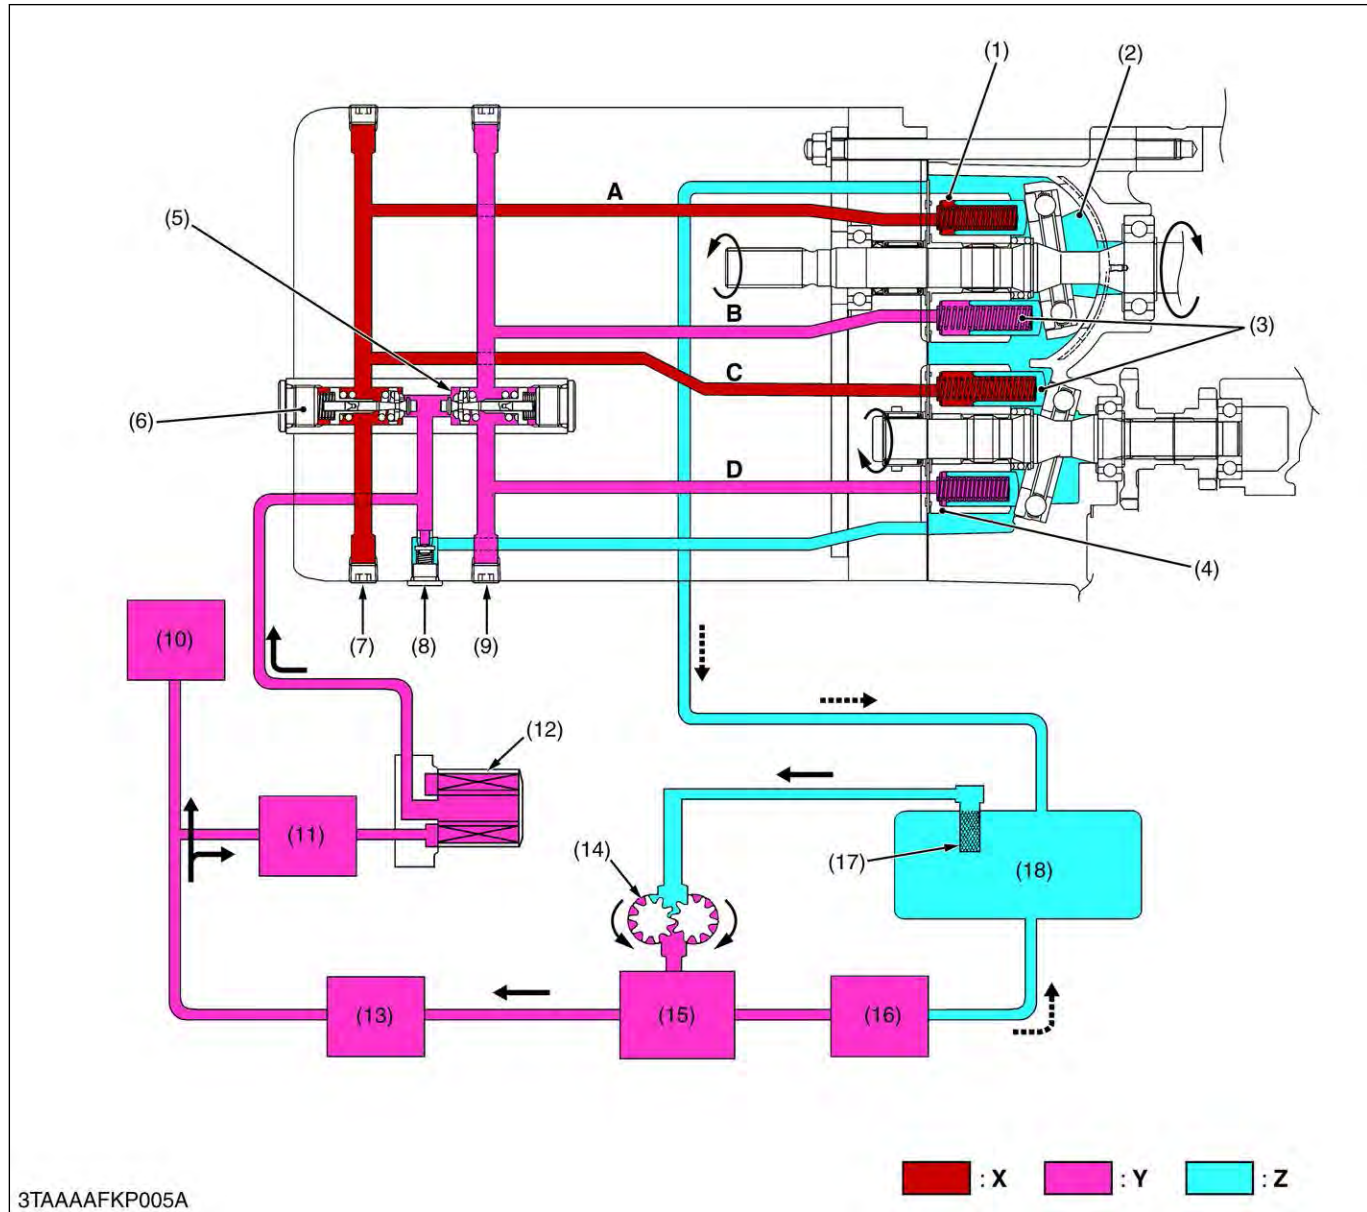 (1)
(2)
A
(5)
B
(3)
C
(6)
D
(4)
(10)
(7)
(8)
(9)
(12)
(11)
(14)
(17)
(18)
(13)
(15)
(16)
: X
: Y
: Z
3TAAAAFKP005A